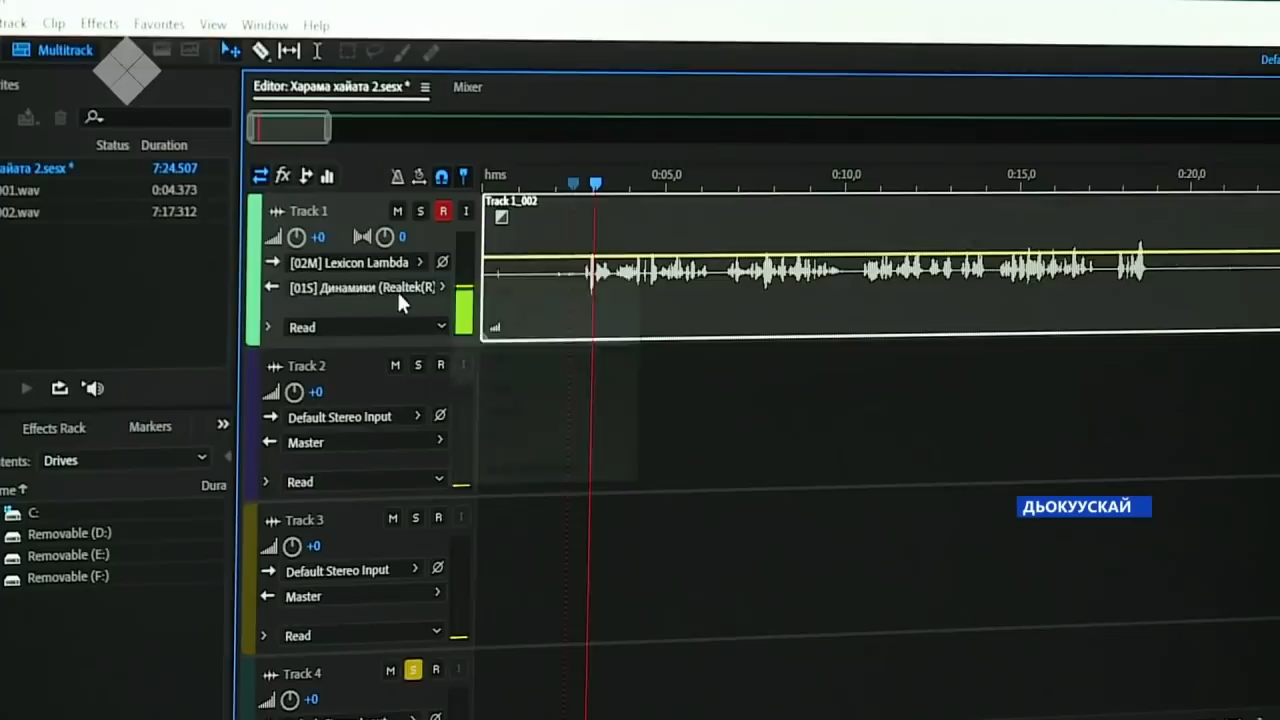 track Clip Effects Favorites View Window Help
Multitrack
Defa
ites
Editor: Харама хайата 2.sesx *
Mixer
Status Duration
айата 2.sesx * 7:24.507
001.wav 0:04.373
002.wav 7:17.312
fx
hms 0:05,0 0:10,0 0:15,0 0:20,0
Track 1 M S R I
Track 1_002
+0 0
[02M] Lexicon Lambda
[01S] Динамики (Realtek(R)
Read
Track 2 M S R I
+0
Default Stereo Input
Master
Read
Effects Rack Markers
tents: Drives
me Dura
C:
Removable (D:)
Removable (E:)
Removable (F:)
Track 3 M S R I
+0
Default Stereo Input
Master
Read
Track 4 M S R I
+0
ДЬОКУУСКАЙ